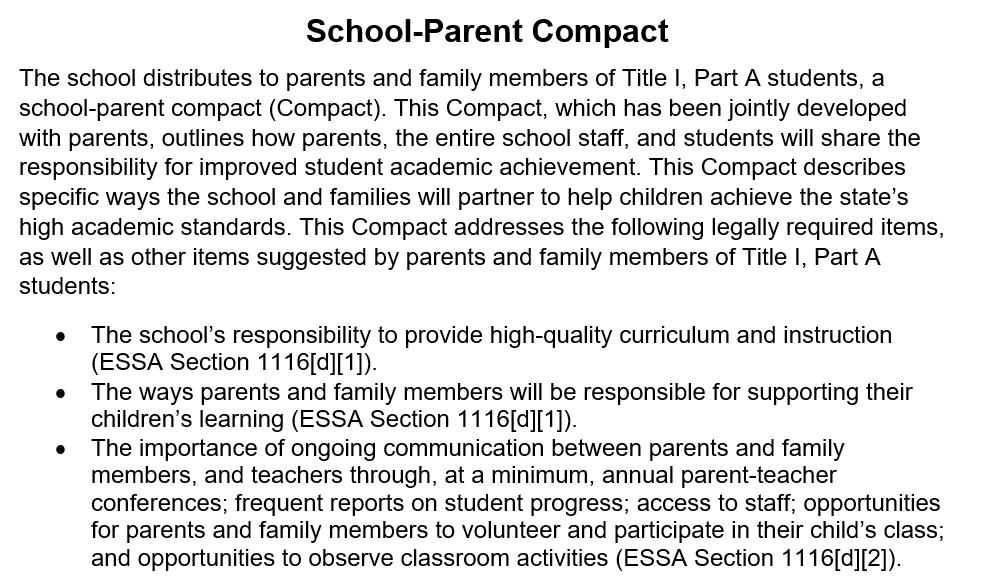 School-Parent Compact
The school distributes to parents and family members of Title I, Part A students, a
school-parent compact (Compact). This Compact, which has been jointly developed
with parents, outlines how parents, the entire school staff, and students will share the
responsibility for improved student academic achievement. This Compact describes
specific ways the school and families will partner to help children achieve the state’s
high academic standards. This Compact addresses the following legally required items,
as well as other items suggested by parents and family members of Title I, Part A
students:
• The school’s responsibility to provide high-quality curriculum and instruction
(ESSA Section 1116[d][1]).
• The ways parents and family members will be responsible for supporting their
children’s learning (ESSA Section 1116[d][1]).
• The importance of ongoing communication between parents and family
members, and teachers through, at a minimum, annual parent-teacher
conferences; frequent reports on student progress; access to staff; opportunities
for parents and family members to volunteer and participate in their child’s class;
and opportunities to observe classroom activities (ESSA Section 1116[d][2]).